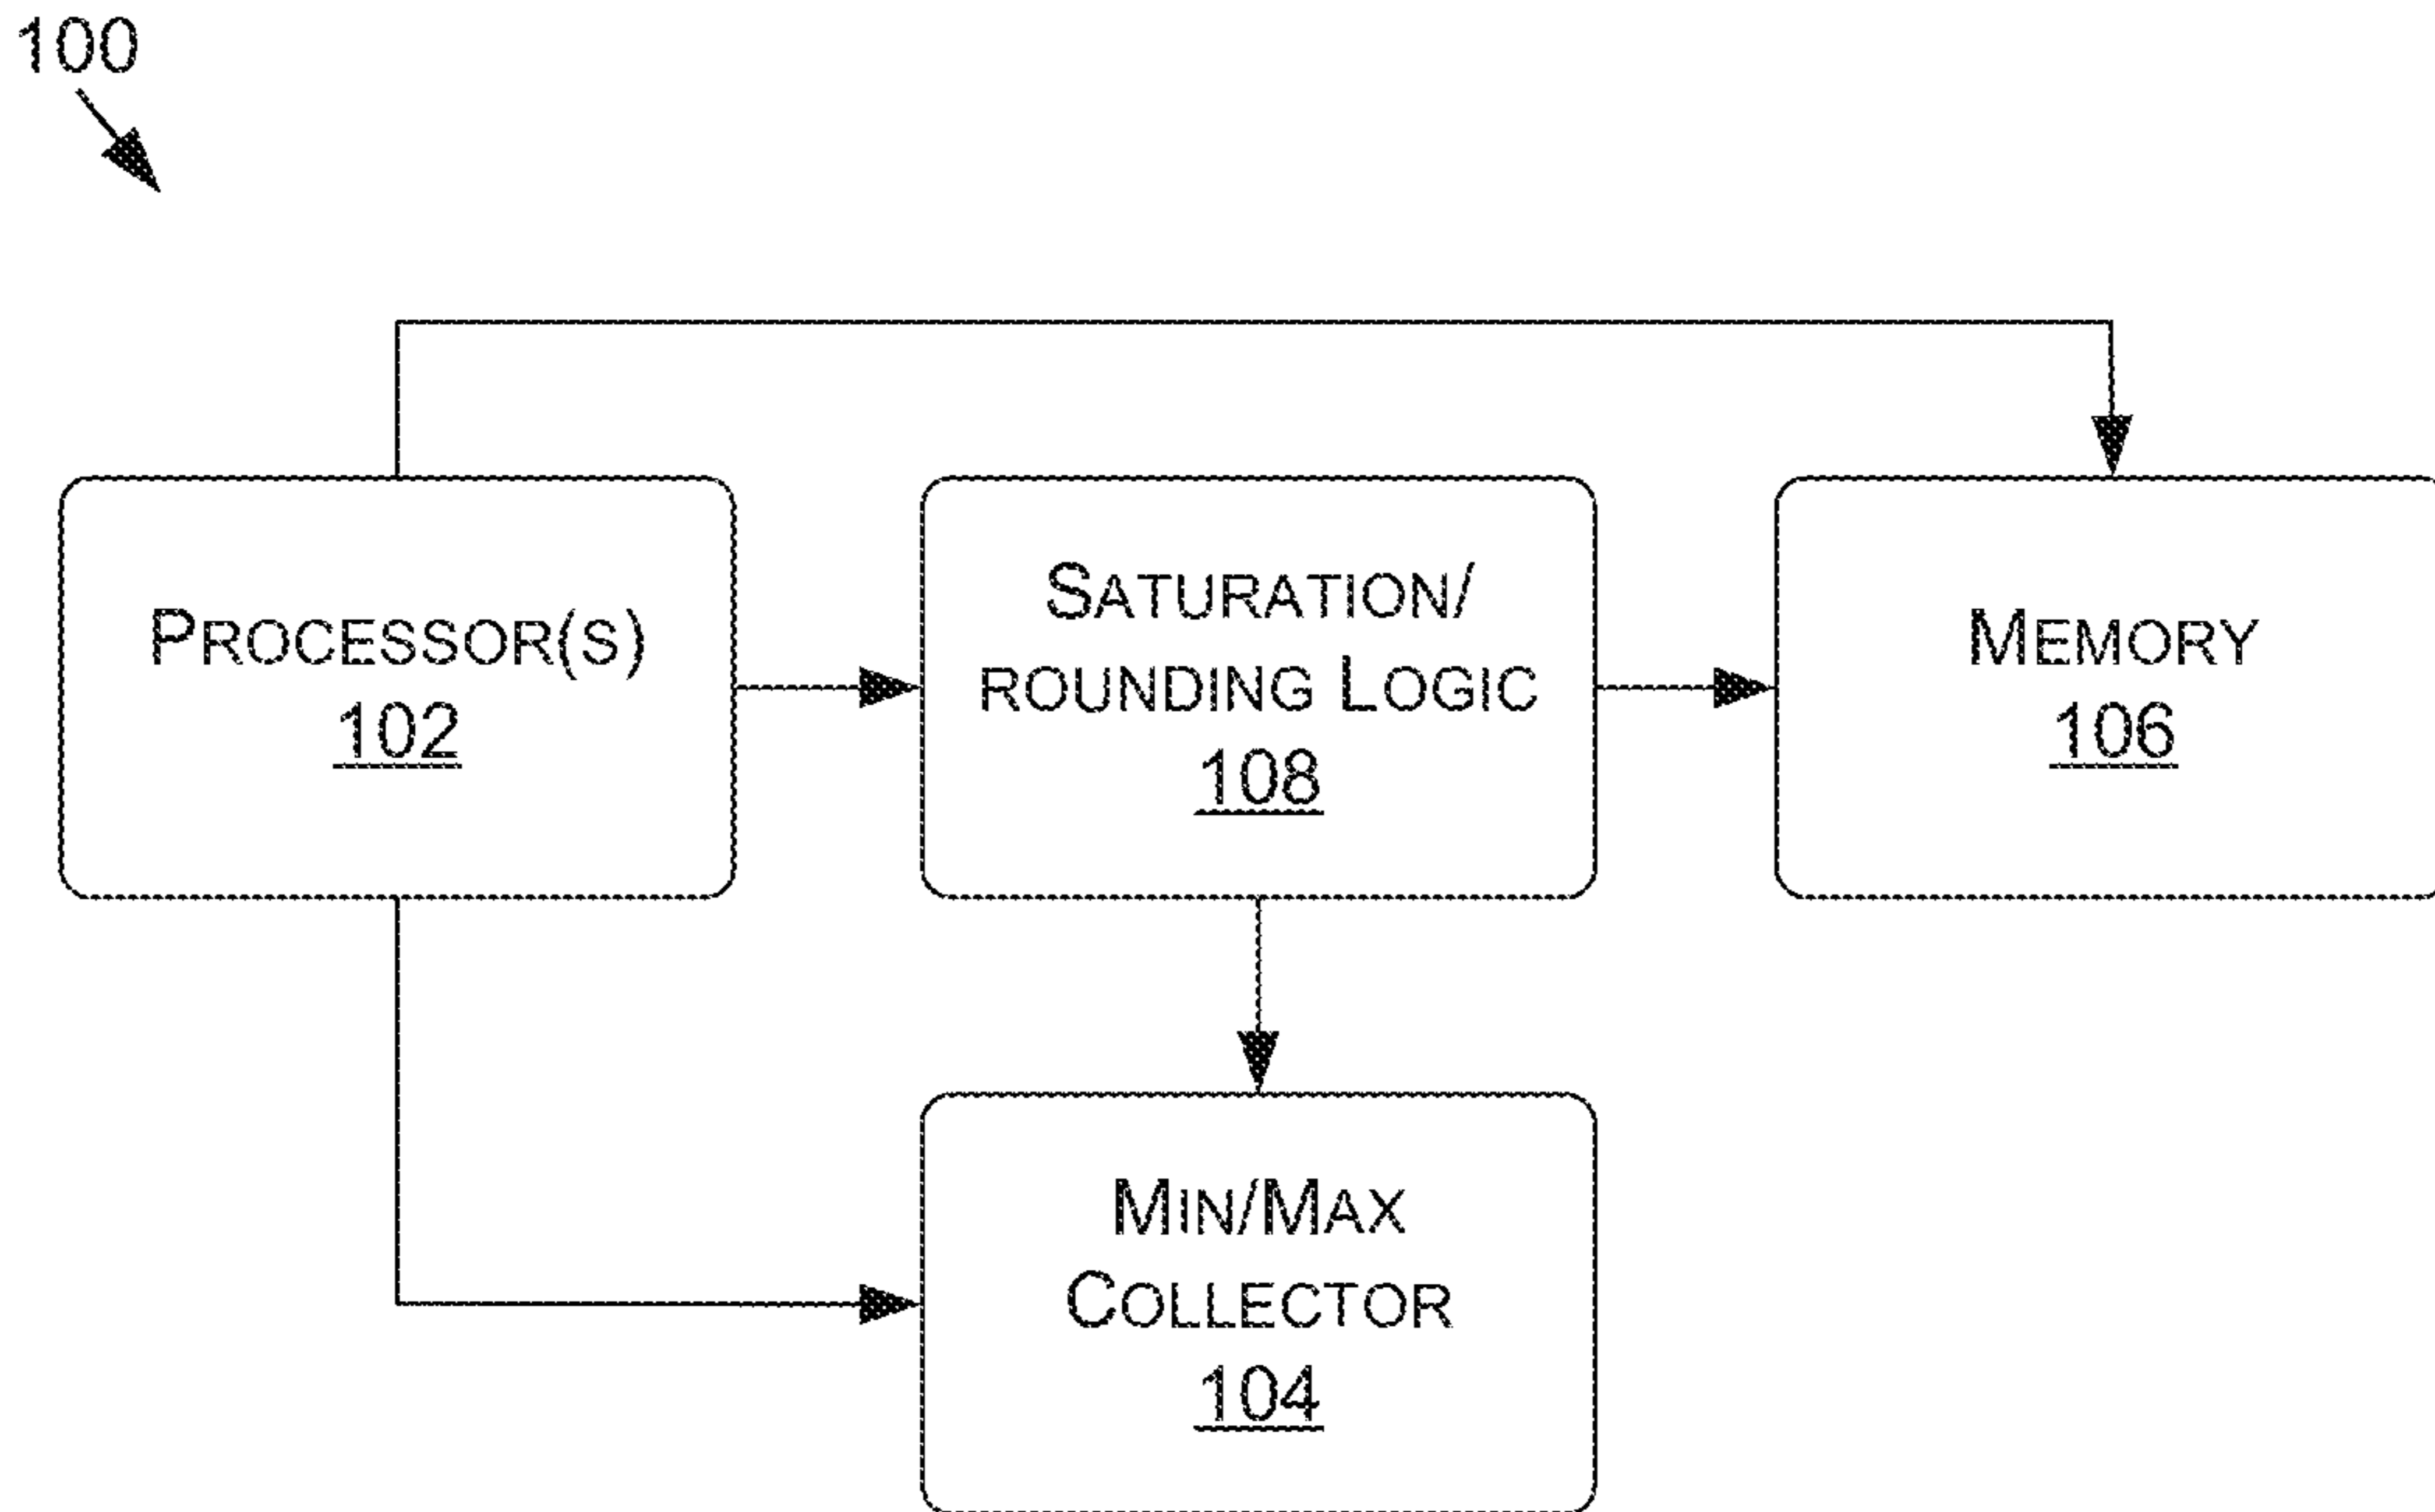 100
PROCESSOR(S)
102
SATURATION/
ROUNDING LOGIC
108
MEMORY
106
MIN/MAX
COLLECTOR
104